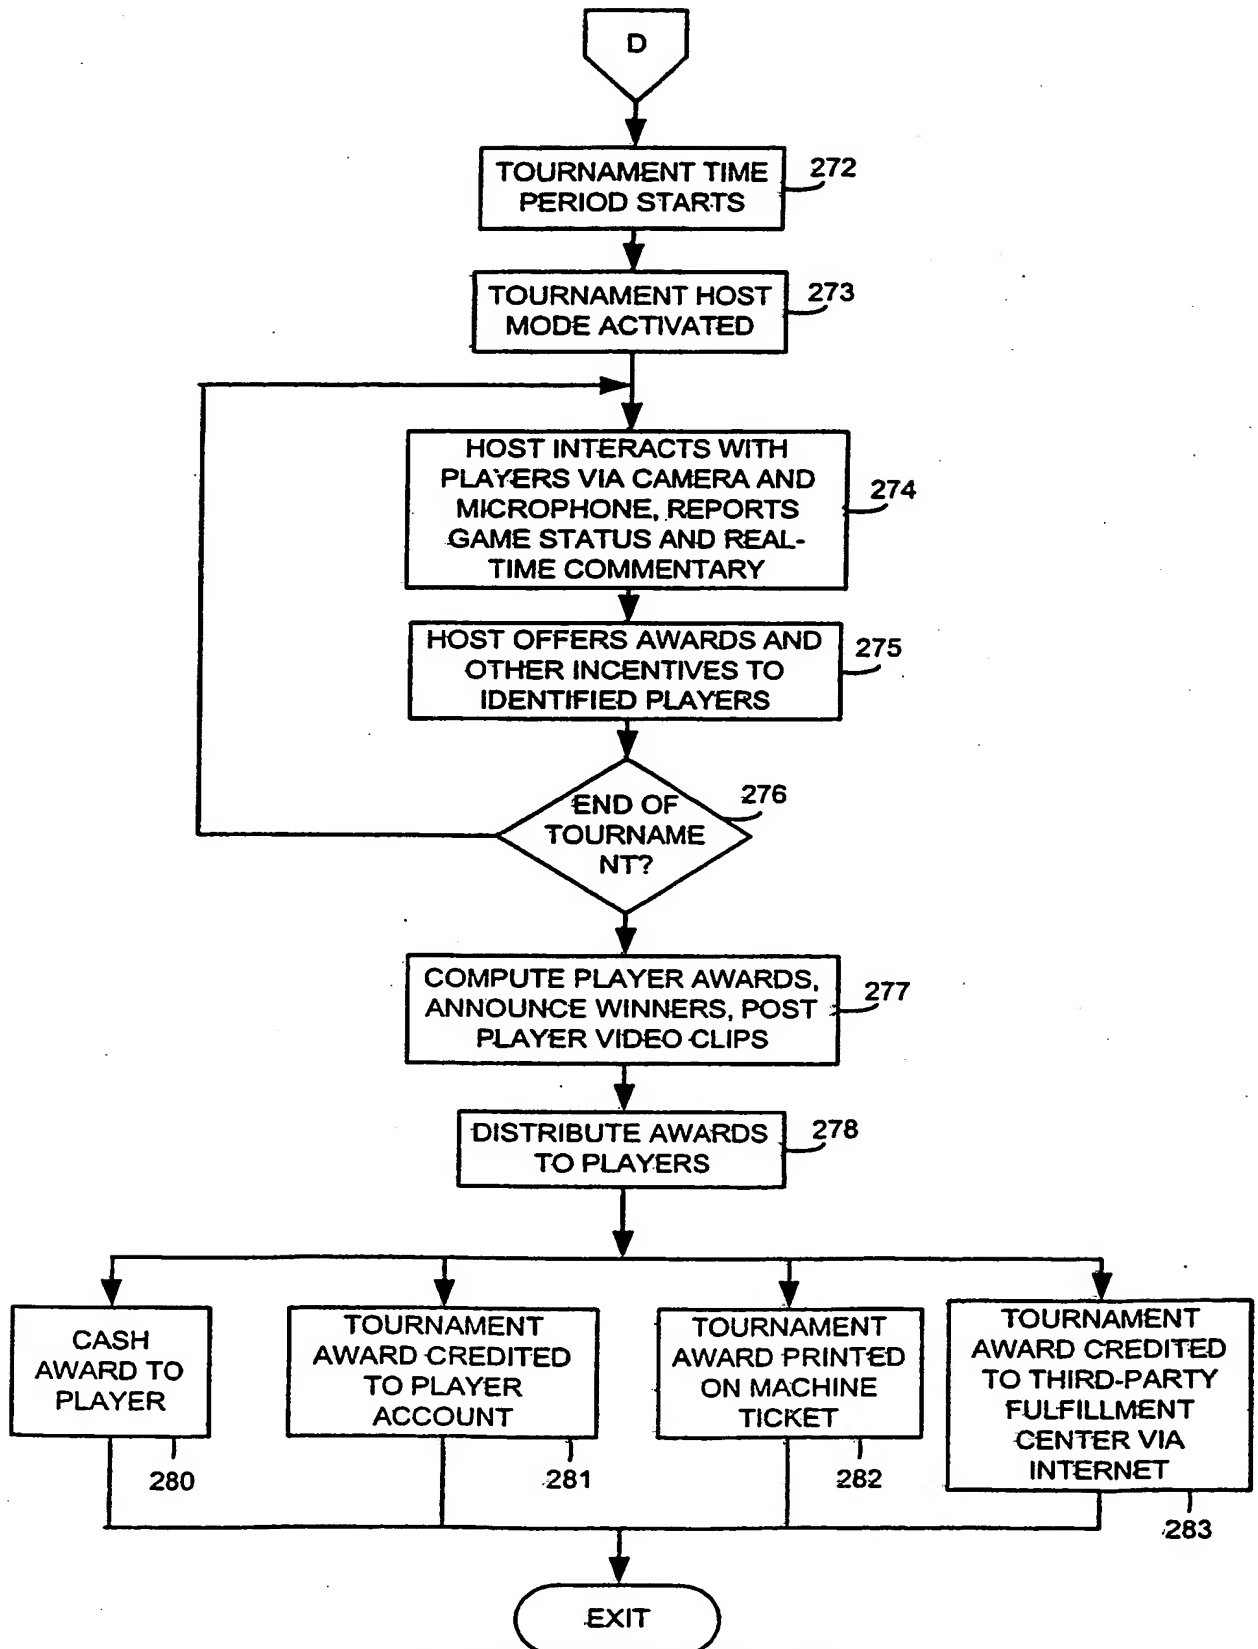 D
TOURNAMENT TIME
PERIOD STARTS
272
TOURNAMENT HOST
MODE ACTIVATED
273
HOST INTERACTS WITH
PLAYERS VIA CAMERA AND
MICROPHONE, REPORTS
GAME STATUS AND REAL-
TIME COMMENTARY
274
HOST OFFERS AWARDS AND
OTHER INCENTIVES TO
IDENTIFIED PLAYERS
275
END OF
TOURNAME
NT?
276
COMPUTE PLAYER AWARDS,
ANNOUNCE WINNERS, POST
PLAYER VIDEO CLIPS
277
DISTRIBUTE AWARDS
TO PLAYERS
278
CASH
AWARD TO
PLAYER
280
TOURNAMENT
AWARD CREDITED
TO PLAYER
ACCOUNT
281
TOURNAMENT
AWARD PRINTED
ON MACHINE
TICKET
282
TOURNAMENT
AWARD CREDITED
TO THIRD-PARTY
FULFILLMENT
CENTER VIA
INTERNET
283
EXIT